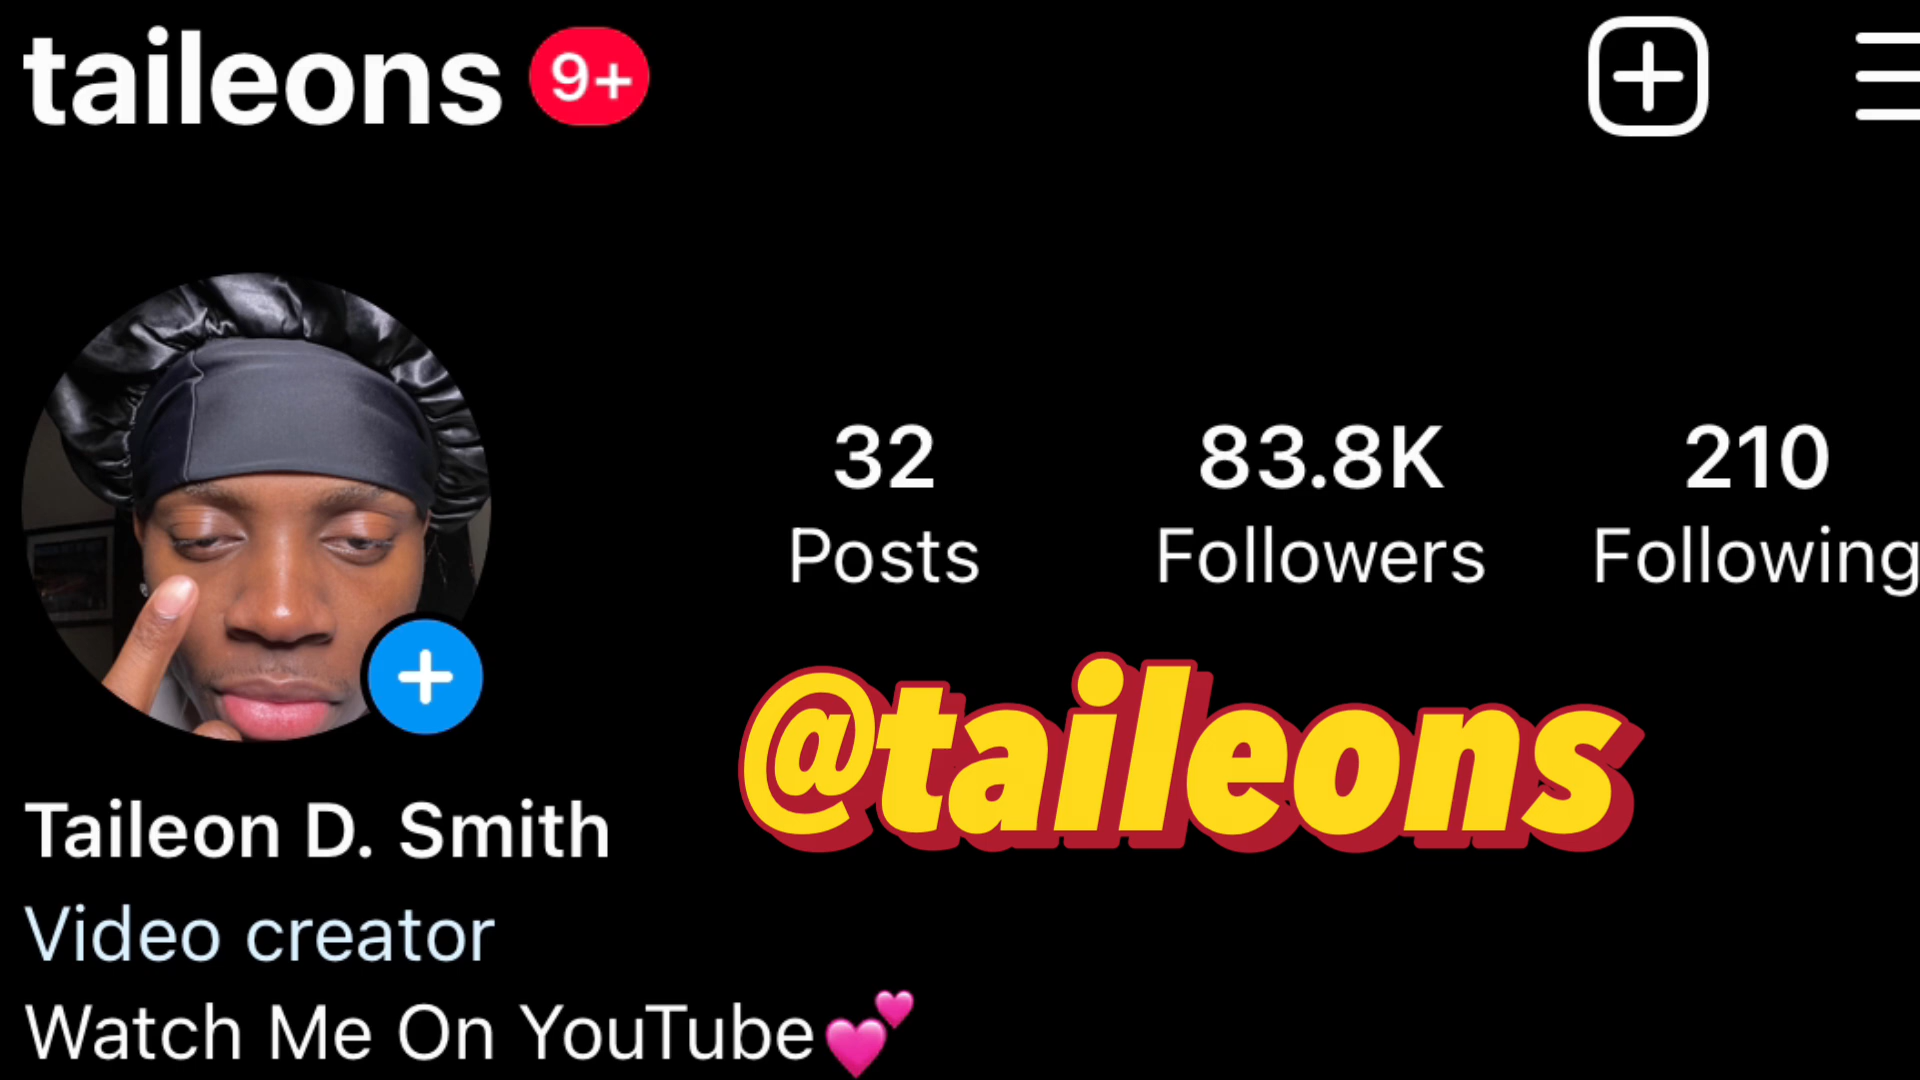 taileons 9+
32 83.8K 210
Posts Followers Following
@taileons
Taileon D. Smith
Video creator
Watch Me On YouTube💕